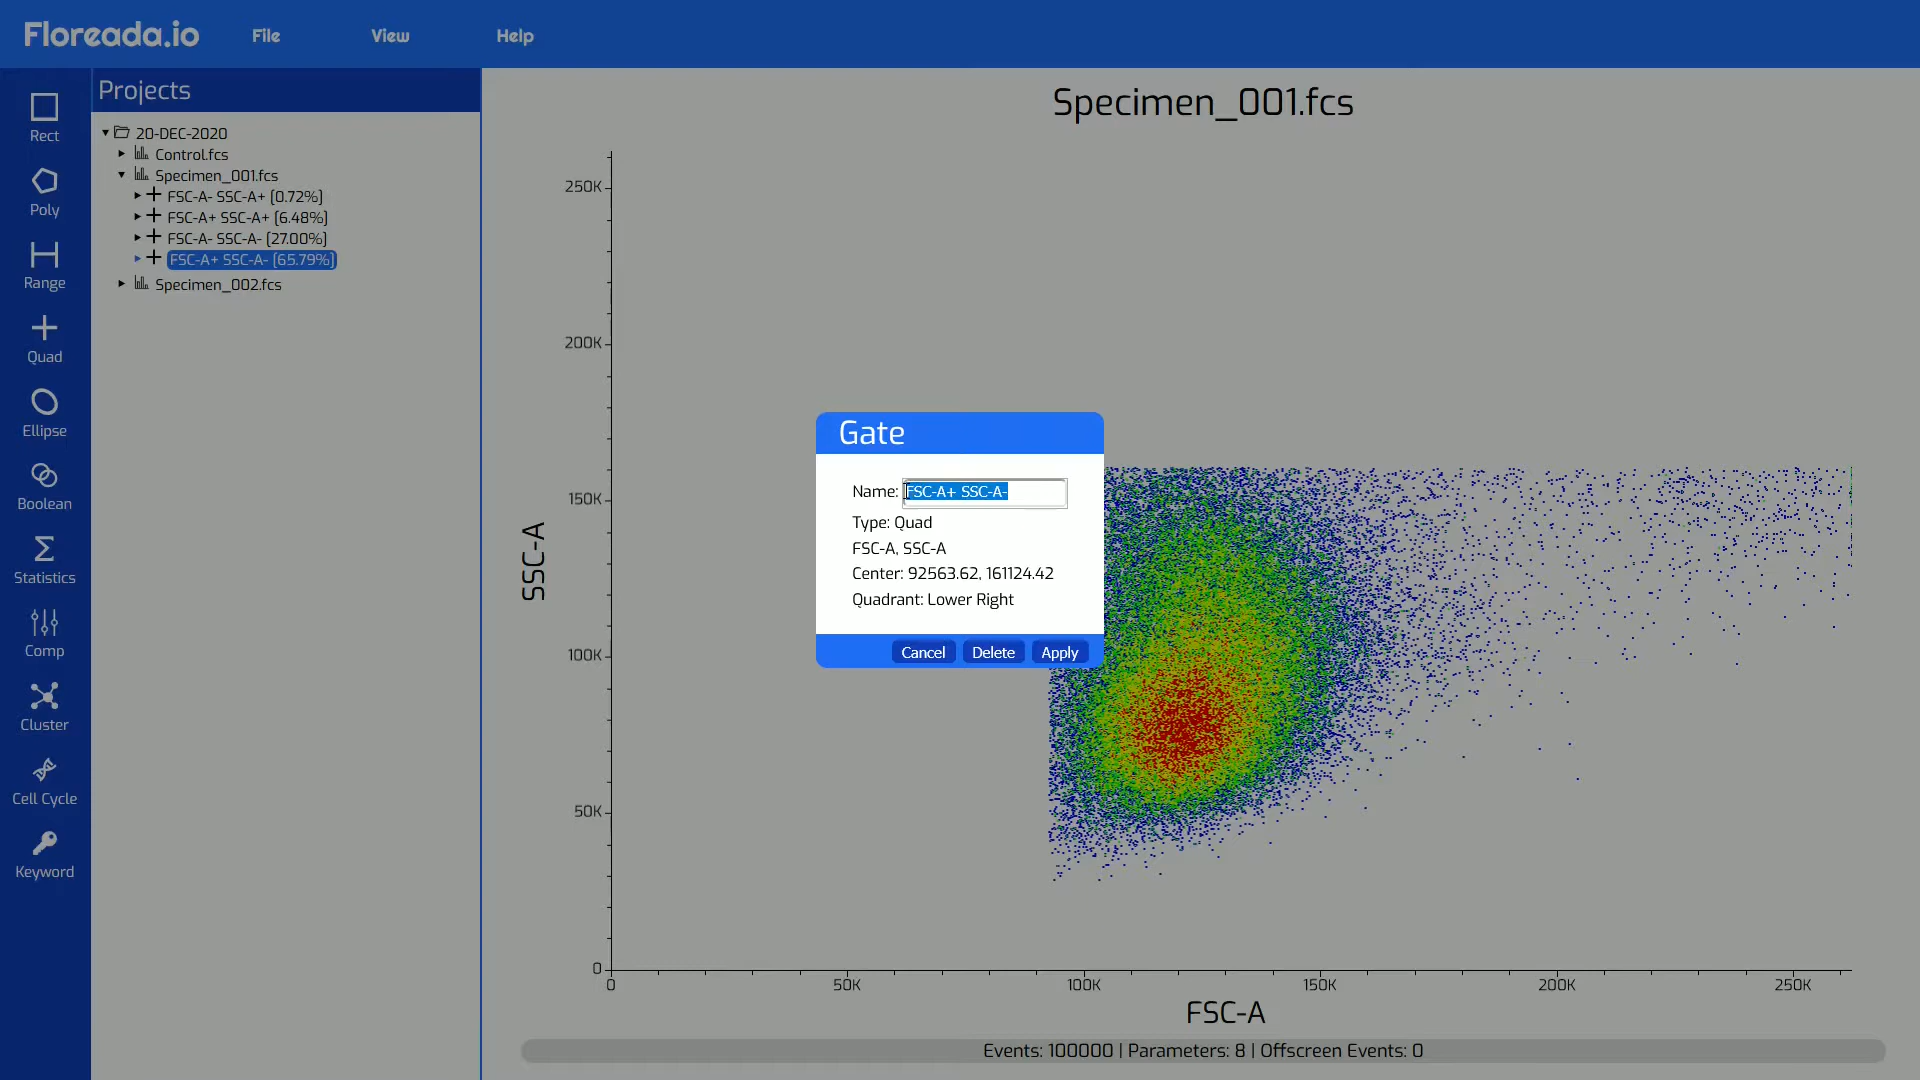 Floreada.io
File
View
Help
Rect
Poly
Range
Quad
Ellipse
Boolean
Statistics
Comp
Cluster
Cell Cycle
Keyword
Projects
20-DEC-2020
Control.fcs
Specimen_001.fcs
FSC-A- SSC-A+ [0.72%]
FSC-A+ SSC-A+ [6.48%]
FSC-A- SSC-A- [27.00%]
FSC-A+ SSC-A- [65.79%]
Specimen_002.fcs
Specimen_001.fcs
250K
200K
150K
100K
50K
0
SSC-A
Gate
Name: FSC-A+ SSC-A-
Type: Quad
FSC-A, SSC-A
Center: 92563.62, 161124.42
Quadrant: Lower Right
Cancel
Delete
Apply
0
50K
100K
150K
200K
250K
FSC-A
Events: 100000 | Parameters: 8 | Offscreen Events: 0